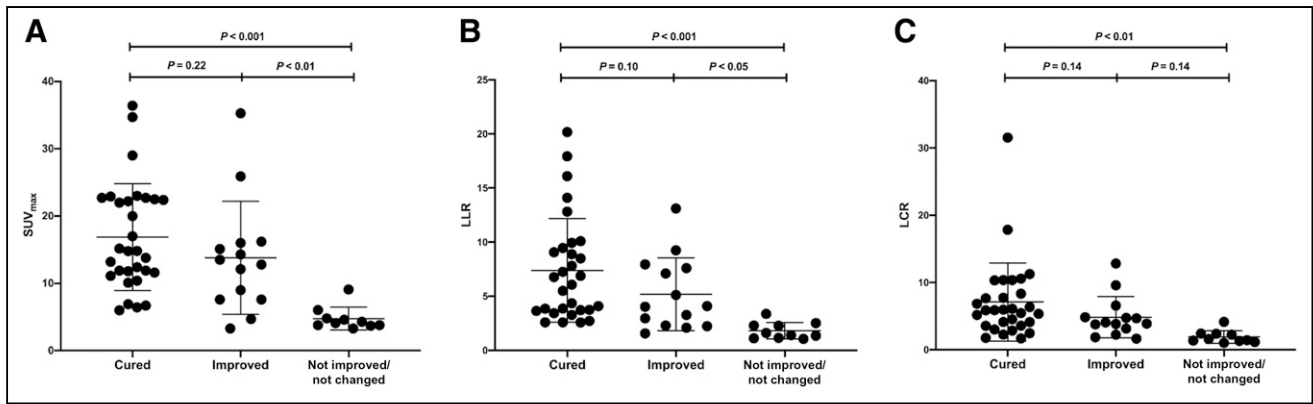 A
P < 0.001
P = 0.22
P < 0.01
40
30
20
10
0
SUVmax
Cured
Improved
Not improved/
not changed
B
P < 0.001
P = 0.10
P < 0.05
25
20
15
10
5
0
LLR
Cured
Improved
Not improved/
not changed
C
P < 0.01
P = 0.14
P = 0.14
40
30
20
10
0
LCR
Cured
Improved
Not improved/
not changed